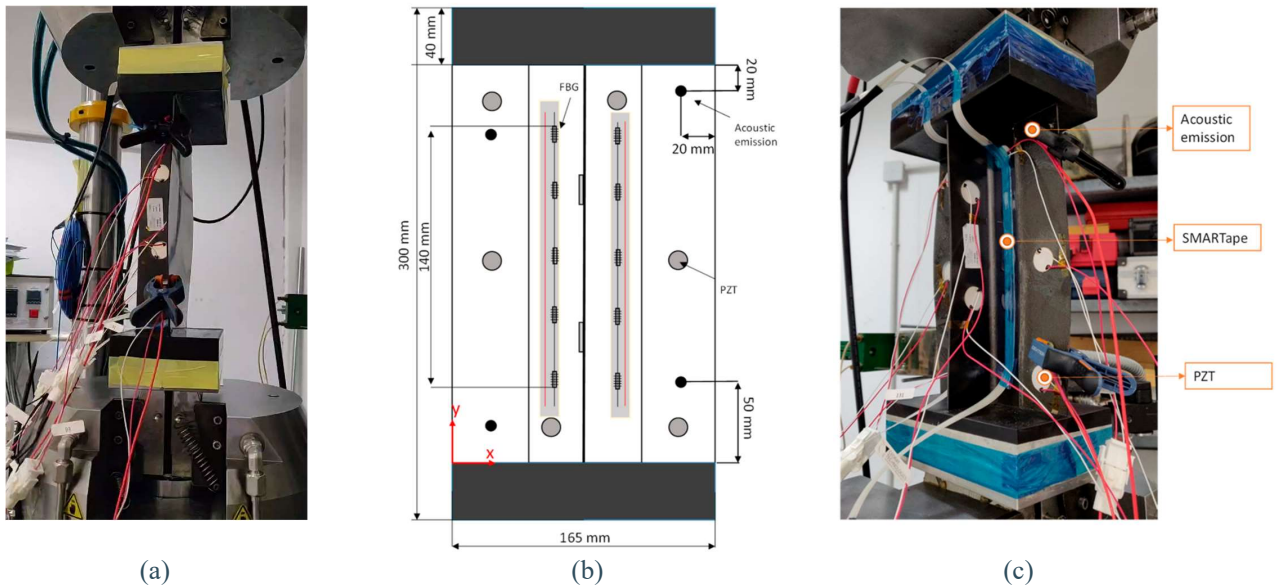 40 mm
20 mm
FBG
Acoustic
emission
20 mm
300 mm
140 mm
PZT
y
x
50 mm
165 mm
Acoustic
emission
SMARTape
PZT
(a)
(b)
(c)